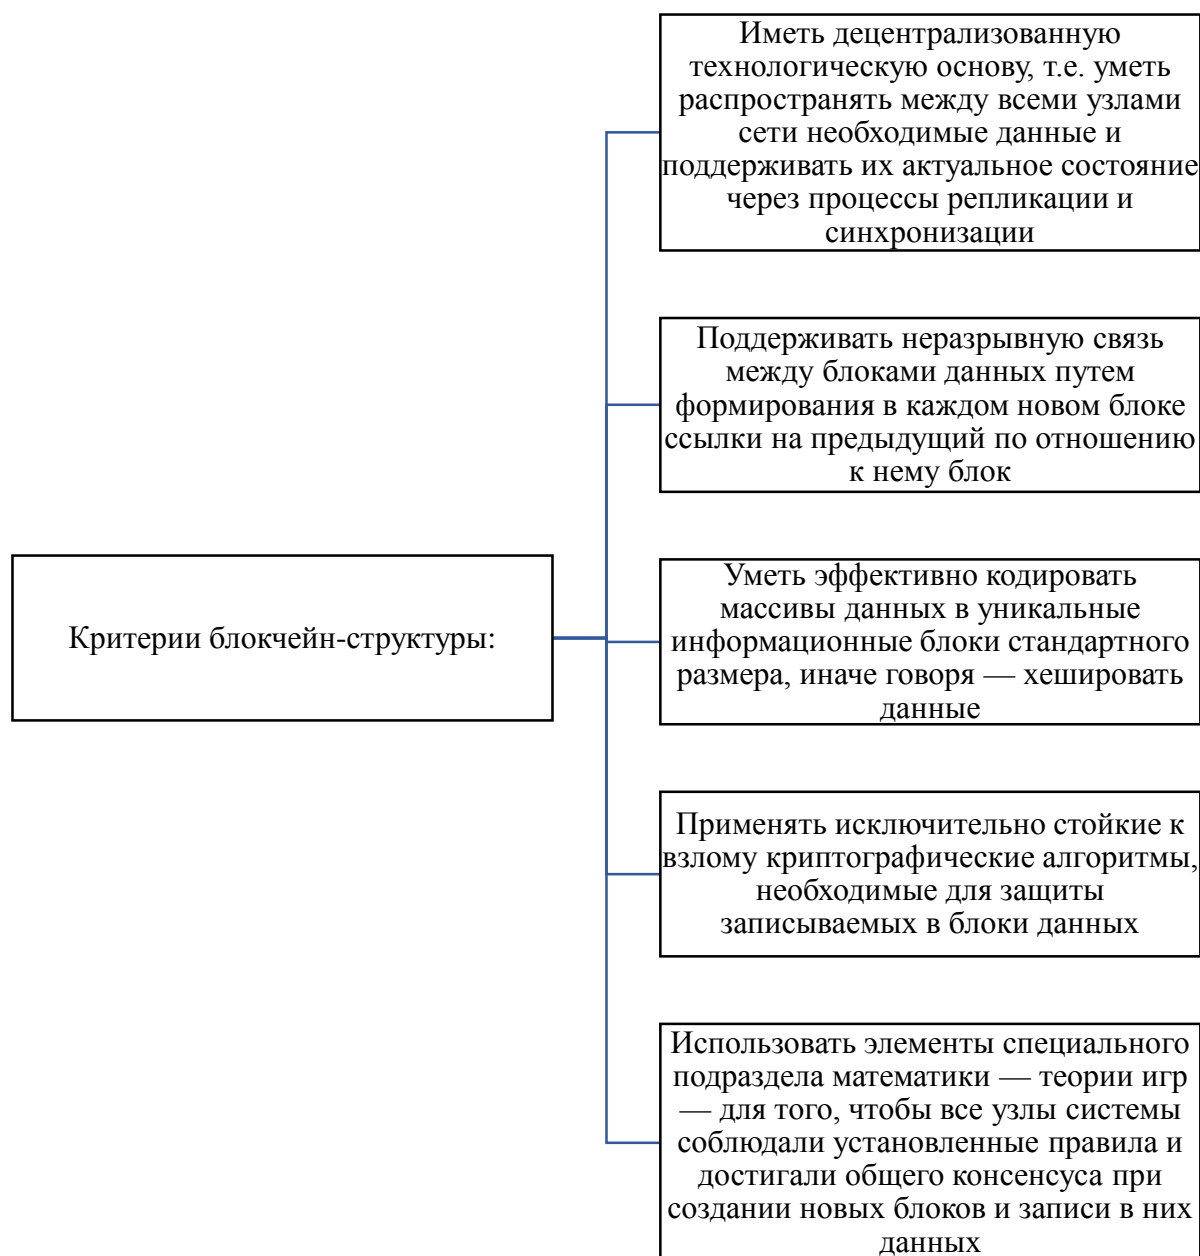 Критерии блокчейн-структуры:
Иметь децентрализованную
технологическую основу, т.е. уметь
распространять между всеми узлами
сети необходимые данные и
поддерживать их актуальное состояние
через процессы репликации и
синхронизации
Поддерживать неразрывную связь
между блоками данных путем
формирования в каждом новом блоке
ссылки на предыдущий по отношению
к нему блок
Уметь эффективно кодировать
массивы данных в уникальные
информационные блоки стандартного
размера, иначе говоря — хешировать
данные
Применять исключительно стойкие к
взлому криптографические алгоритмы,
необходимые для защиты
записываемых в блоки данных
Использовать элементы специального
подраздела математики — теории игр
— для того, чтобы все узлы системы
соблюдали установленные правила и
достигали общего консенсуса при
создании новых блоков и записи в них
данных